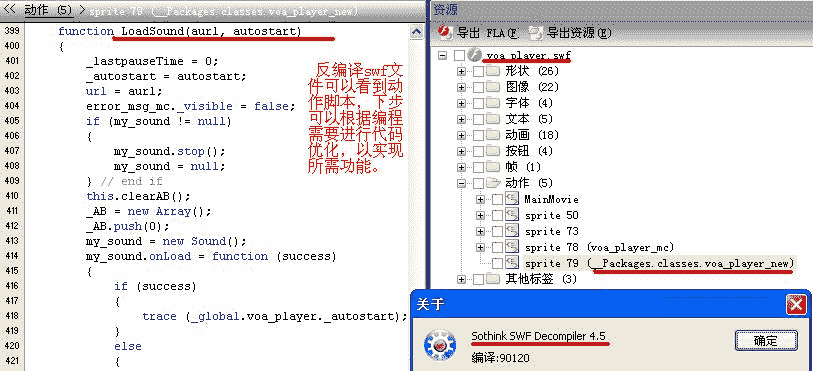 动作 (5) > sprite 79 (__Packages.classes.voa_player_new)
399 function LoadSound(aurl, autostart)
400 {
401 _lastpauseTime = 0;
402 _autostart = autostart;
403 url = aurl;
404 error_msg_mc._visible = false;
405 if (my_sound != null)
406 {
407 my_sound.stop();
408 my_sound = null;
409 } // end if
410 this.clearAB();
411 _AB = new Array();
412 _AB.push(0);
413 my_sound = new Sound();
414 my_sound.onLoad = function (success)
415 {
416 if (success)
417 {
418 trace (_global.voa_player._autostart);
419 }
420 else
421 {
反编译swf文
件可以看到动
作脚本，下步
可以根据编程
需要进行代码
优化，以实现
所需功能。
资源
导出 FLA(F) 导出资源(E)
voa_player.swf
形状 (26)
图像 (22)
字体 (4)
文本 (5)
动画 (18)
按钮 (4)
帧 (1)
动作 (5)
MainMovie
sprite 50
sprite 73
sprite 78 (voa_player_mc)
sprite 79 (__Packages.classes.voa_player_new)
其他标签 (3)
关于
Sothink SWF Decompiler 4.5
确定
编译:90120